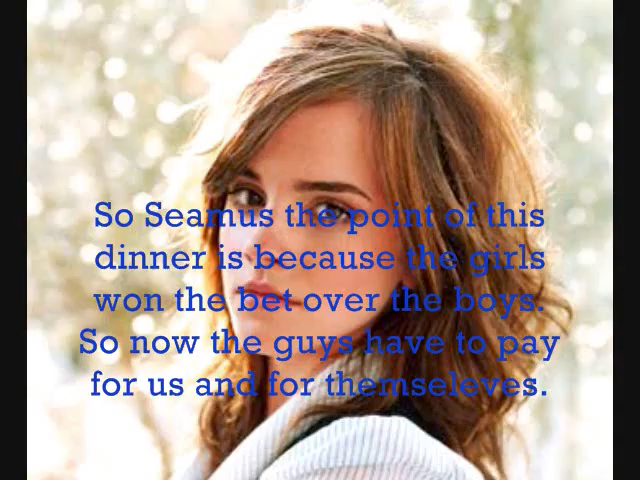 So Seamus the point of this
dinner is because the girls
won the bet over the boys.
So now the guys have to pay
for us and for themseleves.